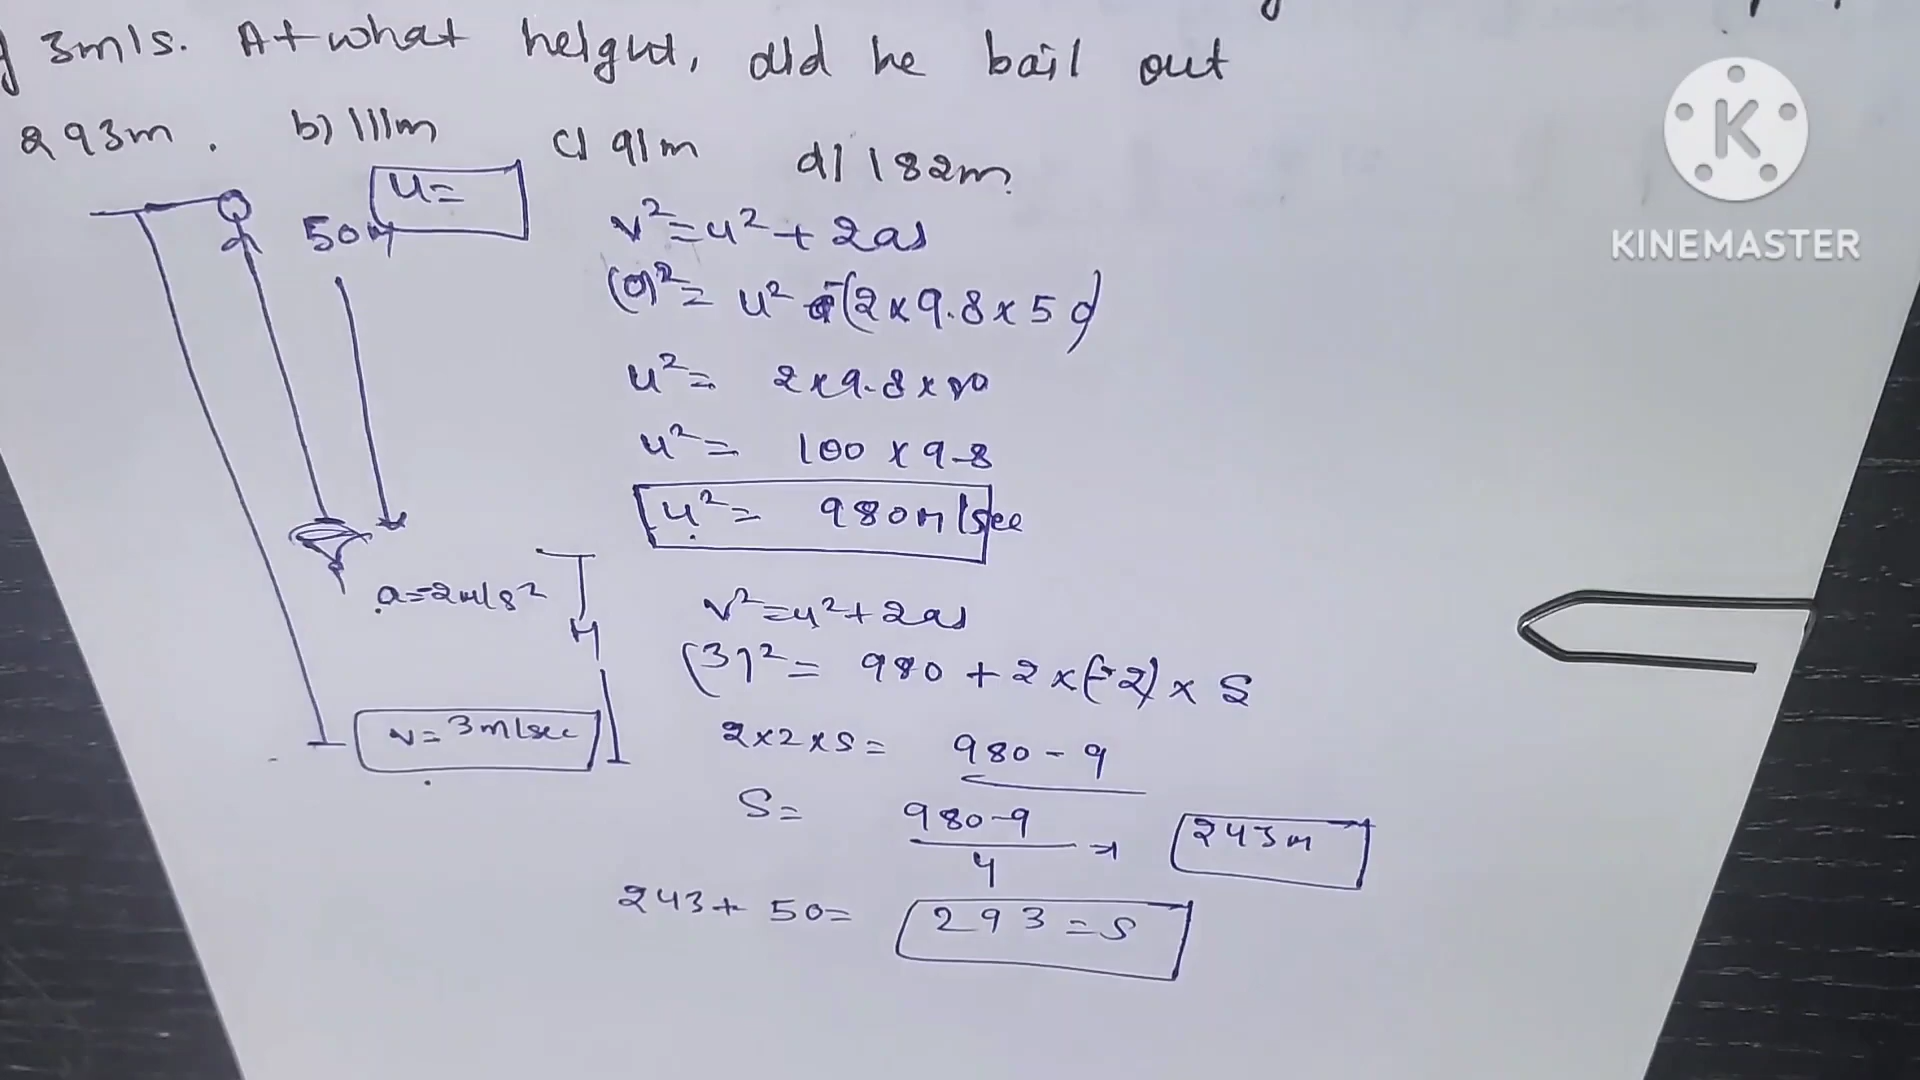 3m/s. At what height, did he bail out
293m. b) 111m c) 91m d) 182m.
K
KINEMASTER
u=
50M
v²=u²+2as
(0)²= u² -(2×9.8×50)
u²= 2×9.8×50
u²= 100×9.8
u²= 980M/sec
a=-2m/s²
H
v²=u²+2as
(3)²= 980+2×(-2)×S
v= 3m/sec
2×2×S= 980-9
S= 980-9
4
→ 243m
243+50= 293=S